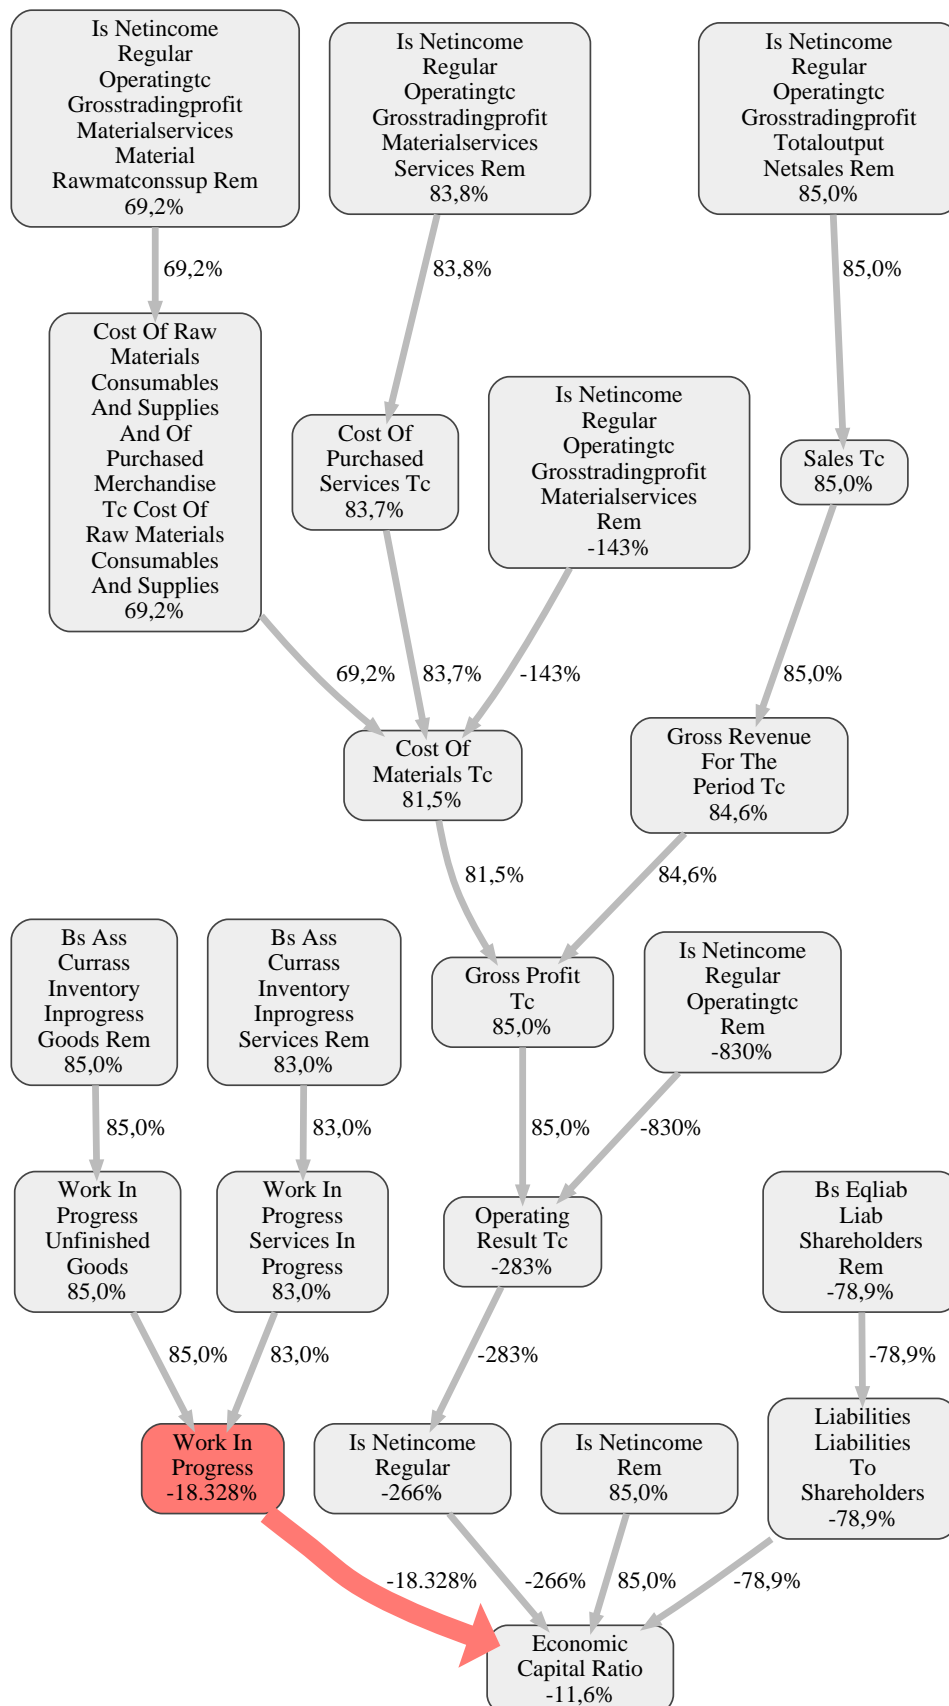 Is Netincome
Regular
Operatingtc
Grosstradingprofit
Materialservices
Material
Rawmatconssup Rem
69,2%
Is Netincome
Regular
Operatingtc
Grosstradingprofit
Materialservices
Services Rem
83,8%
Is Netincome
Regular
Operatingtc
Grosstradingprofit
Totaloutput
Netsales Rem
85,0%
69,2%
83,8%
85,0%
Cost Of Raw
Materials
Consumables
And Supplies
And Of
Purchased
Merchandise
Tc Cost Of
Raw Materials
Consumables
And Supplies
69,2%
Cost Of
Purchased
Services Tc
83,7%
Is Netincome
Regular
Operatingtc
Grosstradingprofit
Materialservices
Rem
-143%
Sales Tc
85,0%
69,2%
83,7%
-143%
85,0%
Cost Of
Materials Tc
81,5%
Gross Revenue
For The
Period Tc
84,6%
81,5%
84,6%
Bs Ass
Currass
Inventory
Inprogress
Goods Rem
85,0%
Bs Ass
Currass
Inventory
Inprogress
Services Rem
83,0%
Gross Profit
Tc
85,0%
Is Netincome
Regular
Operatingtc
Rem
-830%
85,0%
83,0%
85,0%
-830%
Work In
Progress
Unfinished
Goods
85,0%
Work In
Progress
Services In
Progress
83,0%
Operating
Result Tc
-283%
Bs Eqliab
Liab
Shareholders
Rem
-78,9%
85,0%
83,0%
-283%
-78,9%
Work In
Progress
-18.328%
Is Netincome
Regular
-266%
Is Netincome
Rem
85,0%
Liabilities
Liabilities
To
Shareholders
-78,9%
-18.328%
-266%
85,0%
-78,9%
Economic
Capital Ratio
-11,6%